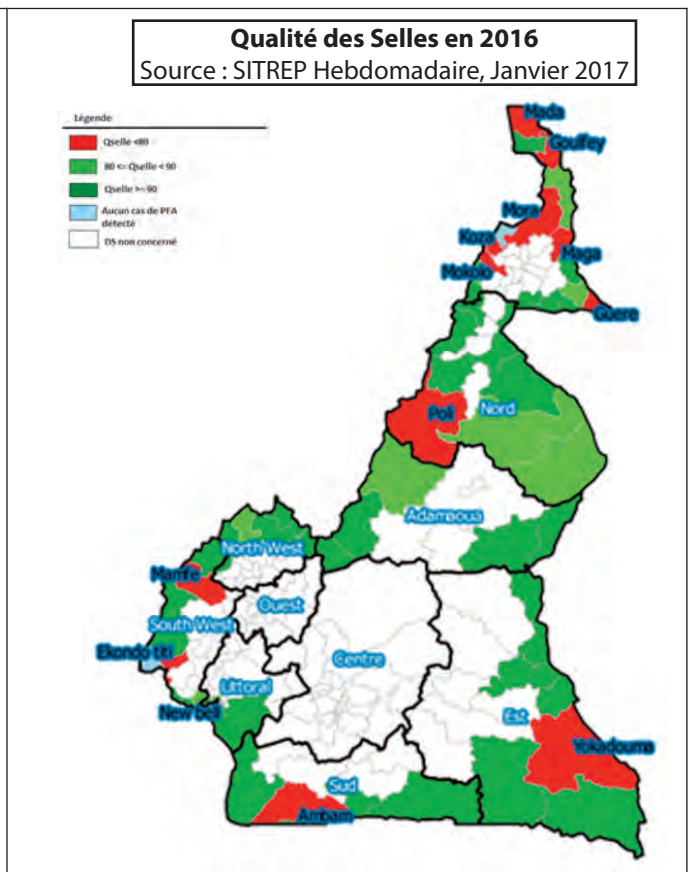 Qualité des Selles en 2016
Source : SITREP Hebdomadaire, Janvier 2017
Légende
Qselle <80
80 <= Qselle < 90
Qselle >= 90
Aucun cas de PFA
détecté
DS non concerné
Mada
Goulfey
Mora
Koza
Maga
Mokolo
Guere
Poli
Nord
Adamaoua
North West
Mamfe
Ouest
South West
Ekondo titi
Centre
Littoral
New bell
Est
Yokadouma
Sud
Ambam